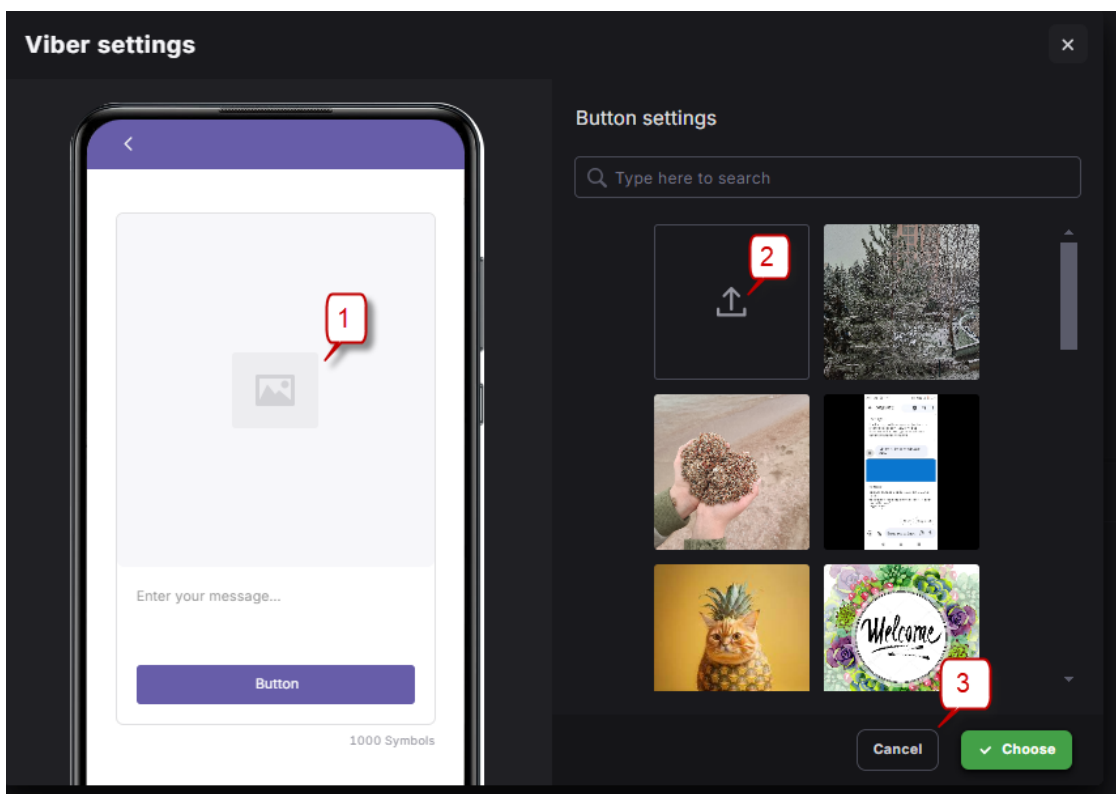 Viber settings
Button settings
Type here to search
1
2
Enter your message...
Button
1000 Symbols
Welcome
3
Cancel
Choose